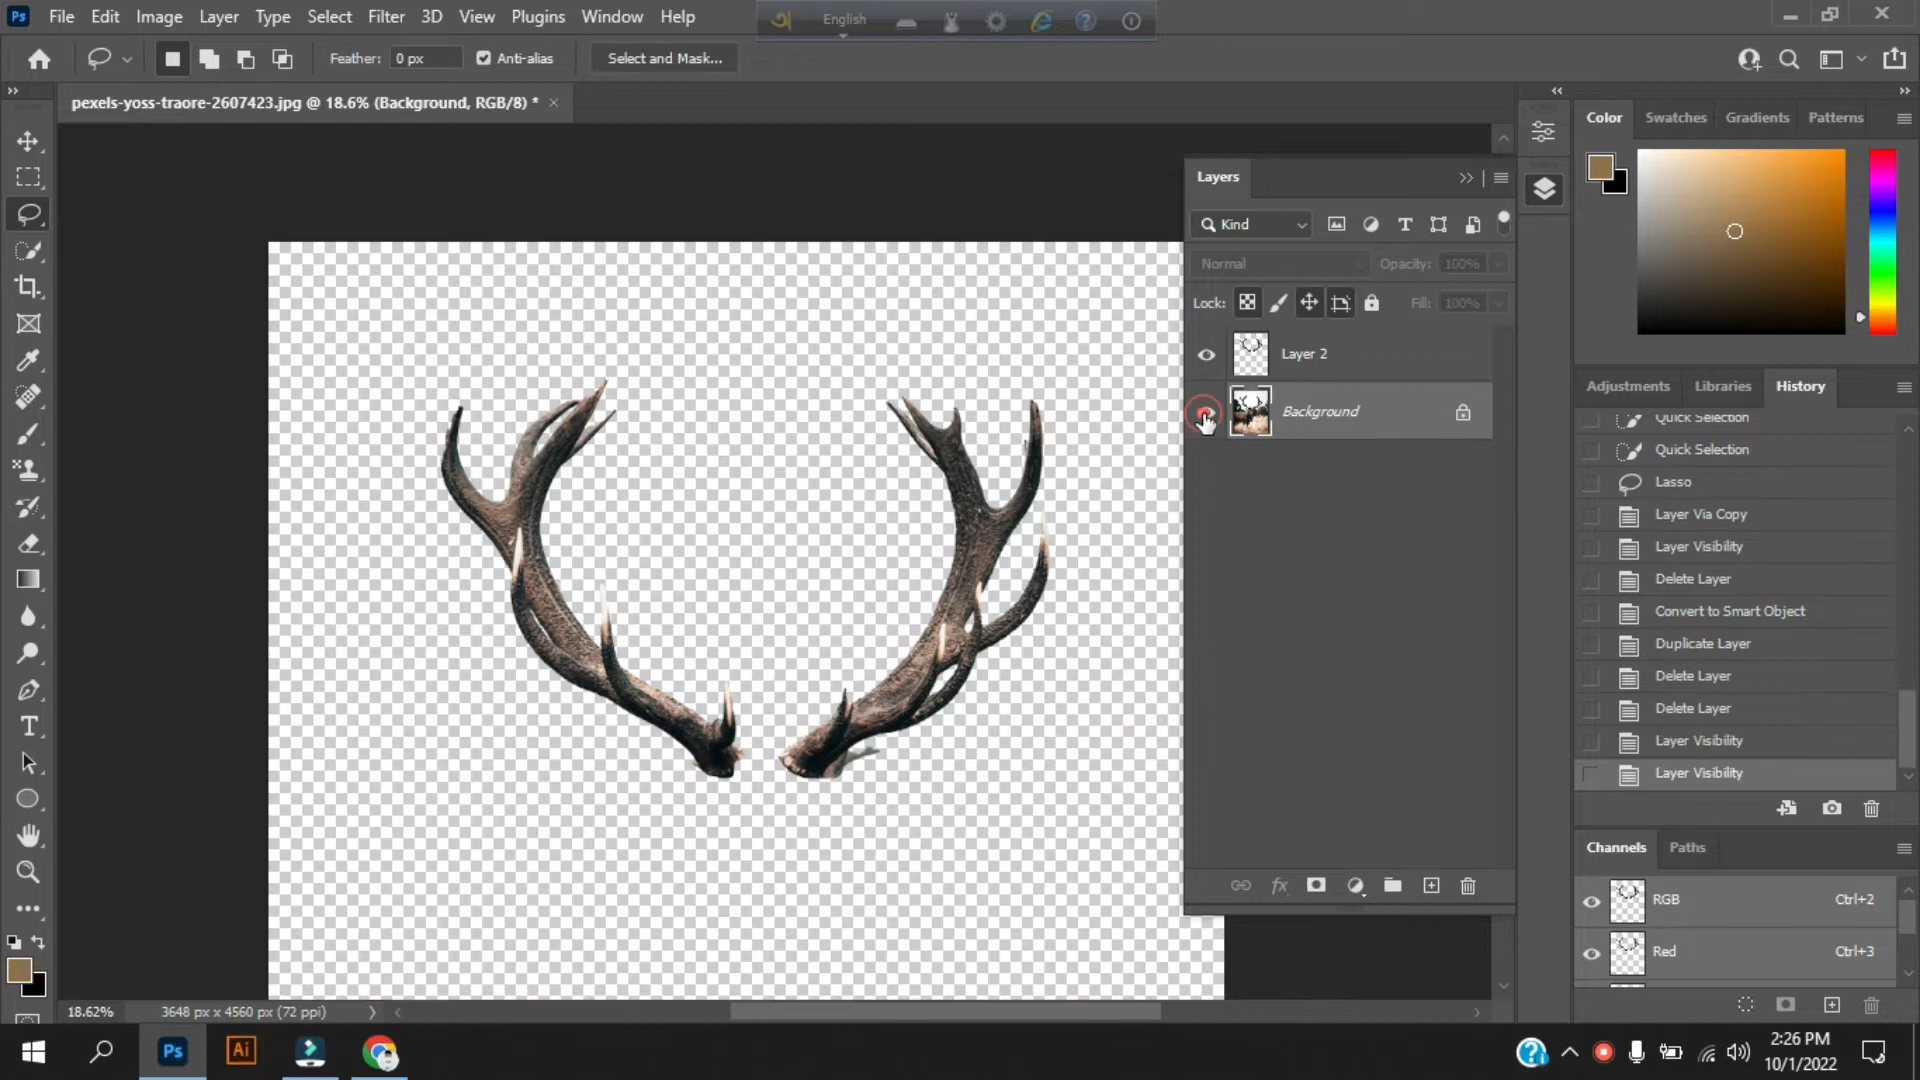 Ps File Edit Image Layer Type Select Filter 3D View Plugins Window Help
English
Feather: 0 px Anti-alias Select and Mask...
pexels-yoss-traore-2607423.jpg @ 18.6% (Background, RGB/8) *
Color Swatches Gradients Patterns
Layers
Kind
Normal Opacity: 100%
Lock: Fill: 100%
Layer 2
Background
Adjustments Libraries History
Quick Selection
Quick Selection
Lasso
Layer Via Copy
Layer Visibility
Delete Layer
Convert to Smart Object
Duplicate Layer
Delete Layer
Delete Layer
Layer Visibility
Layer Visibility
Channels Paths
RGB Ctrl+2
Red Ctrl+3
18.62% 3648 px x 4560 px (72 ppi)
Ps Ai
2:26 PM
10/1/2022